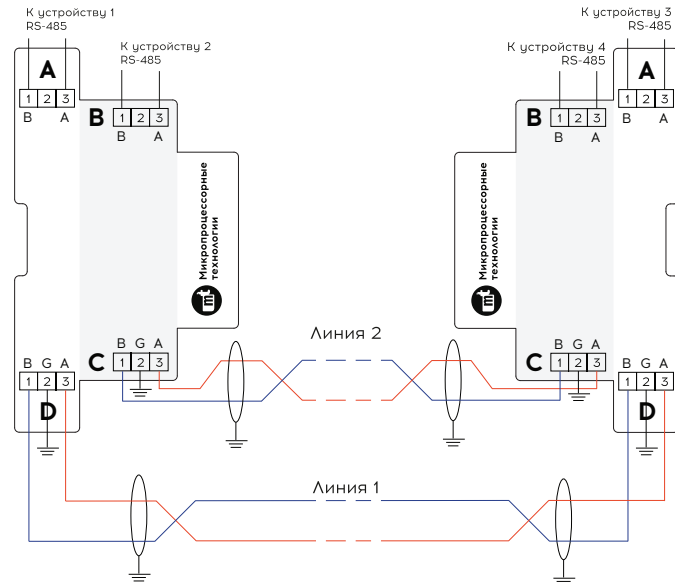 К устройству 1
RS-485
К устройству 2
RS-485
К устройству 4
RS-485
К устройству 3
RS-485
A
1 2 3
B A
B
1 2 3
B A
B
1 2 3
B A
A
1 2 3
B A
Микропроцессорные
технологии
mt
Микропроцессорные
технологии
mt
Линия 2
B G A
C
1 2 3
B G A
C
1 2 3
B G A
1 2 3
D
B G A
1 2 3
D
Линия 1